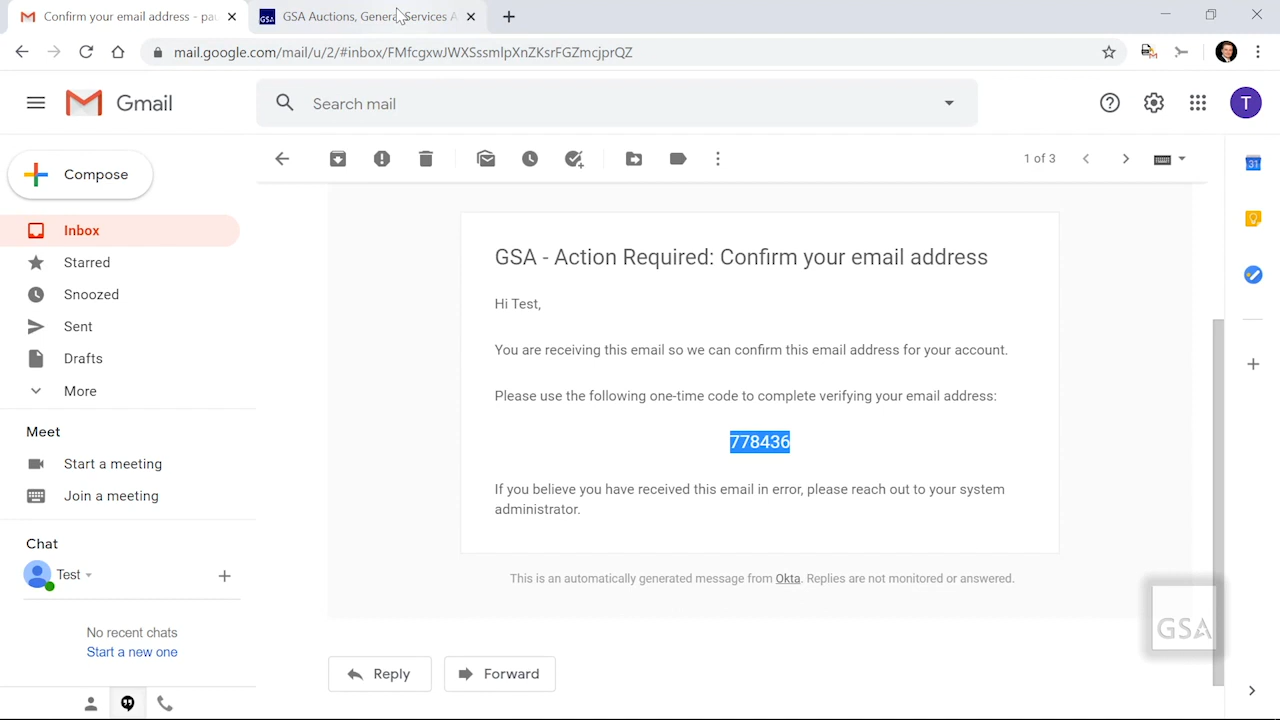 Confirm your email address - pau
GSA Auctions, General Services A
mail.google.com/mail/u/2/#inbox/FMfcgxwJWXSssmlpXnZKsrFGZmcjprQZ
Gmail
Search mail
T
Compose
1 of 3
31
Inbox
Starred
Snoozed
Sent
Drafts
More
Meet
Start a meeting
Join a meeting
Chat
Test
No recent chats
Start a new one
GSA - Action Required: Confirm your email address
Hi Test,
You are receiving this email so we can confirm this email address for your account.
Please use the following one-time code to complete verifying your email address:
778436
If you believe you have received this email in error, please reach out to your system
administrator.
This is an automatically generated message from Okta. Replies are not monitored or answered.
GSA
Reply
Forward